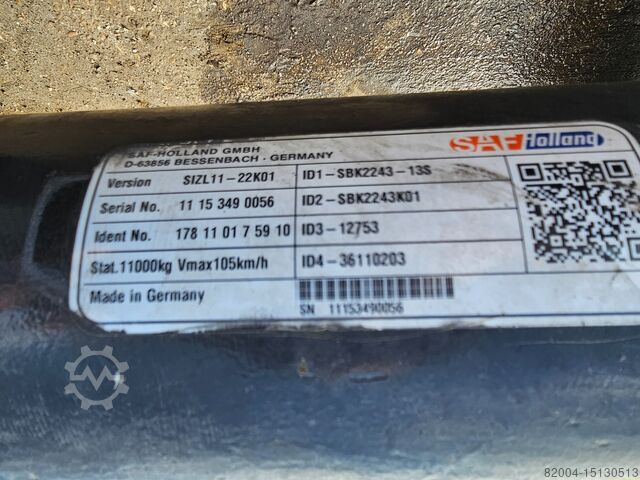 SAF-HOLLAND GMBH
D-63856 BESSENBACH · GERMANY
SAF Holland
Version SIZL11-22K01 ID1-SBK2243-13S
Serial No. 11 15 349 0056 ID2-SBK2243K01
Ident No. 178 11 01 7 59 10 ID3-12753
Stat.11000kg Vmax105km/h ID4-36110203
Made in Germany
SN 11153490056
82004-15130513